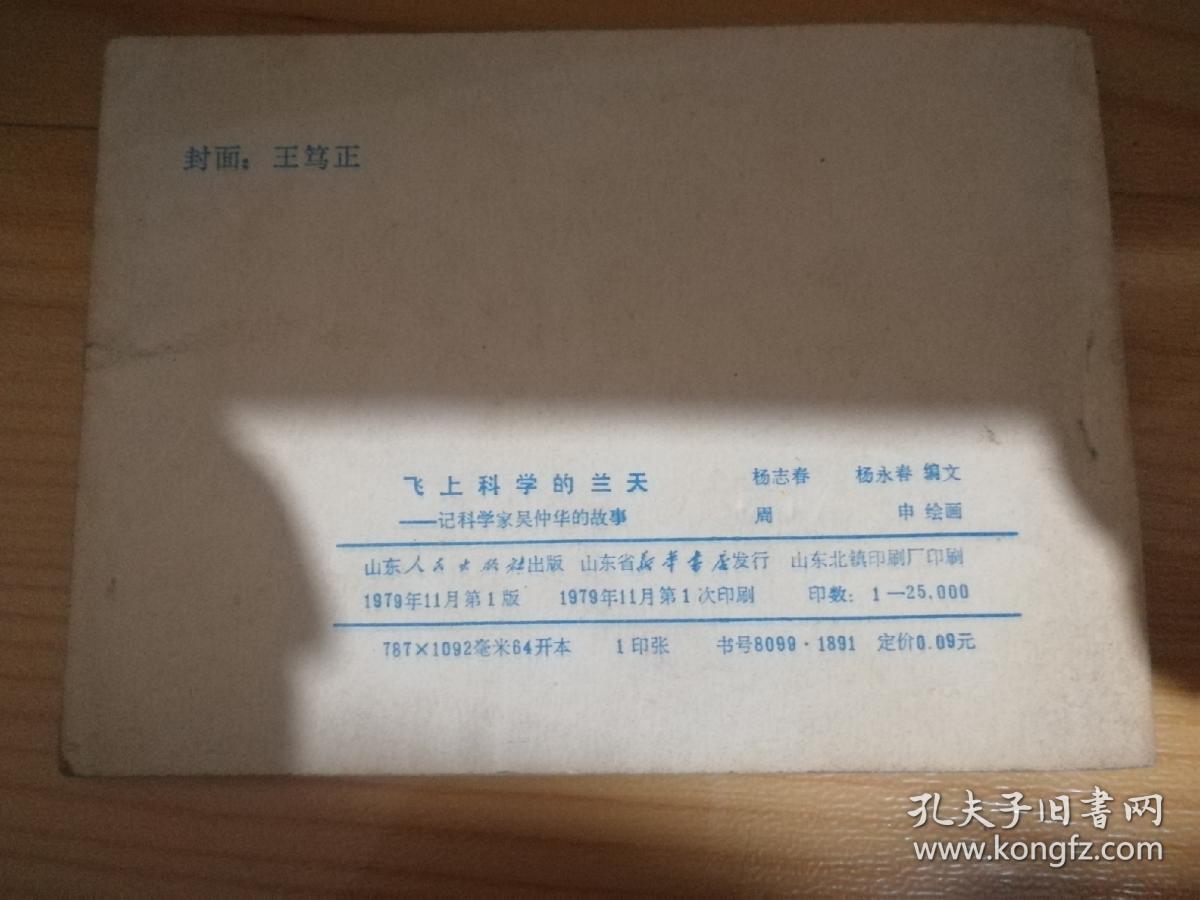 封面：王笃正
飞上科学的兰天 杨志春 杨永春 编文
——记科学家吴仲华的故事 周 申 绘画
山东人民出版社出版 山东省新华书店发行 山东北镇印刷厂印刷
1979年11月第1版 1979年11月第1次印刷 印数：1—25,000
787×1092毫米64开本 1印张 书号8099·1891 定价0.09元
孔夫子旧书网
www.kongfz.com